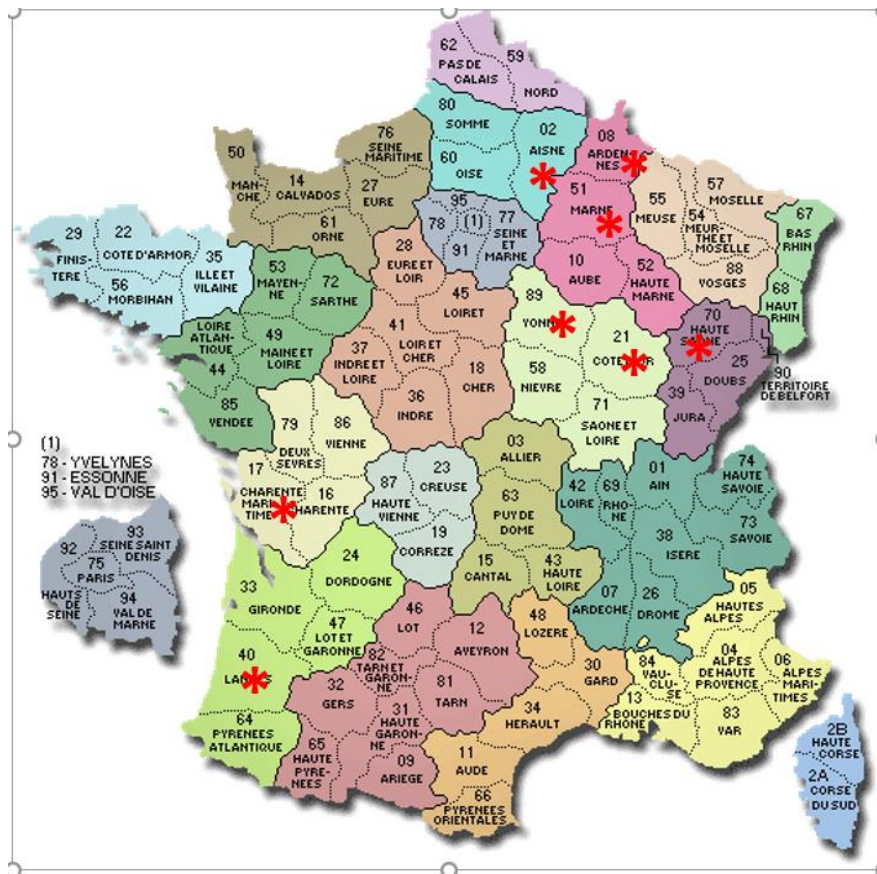 62
PAS DE
CALAIS
59
NORD
80
SOMME
02
AISNE
60
OISE
08
ARDEN-
NES
51
MARNE
10
AUBE
52
HAUTE
MARNE
55
MEUSE
57
MOSELLE
54
MEUR-
THE ET
MOSELLE
88
VOSGES
67
BAS
RHIN
68
HAUT
RHIN
76
SEINE
MARITIME
27
EURE
50
MAN-
CHE
14
CALVADOS
61
ORNE
95
(1)
78
91
77
SEINE
ET
MARNE
29
FINIS-
TERE
22
COTE D'ARMOR
35
ILLE ET
VILAINE
56
MORBIHAN
53
MAYEN-
NE
72
SARTHE
LOIRE
ATLAN-
TIQUE
44
49
MAINE ET
LOIRE
85
VENDEE
28
EURE ET
LOIR
45
LOIRET
41
LOIR ET
CHER
37
INDRE ET
LOIRE
36
INDRE
18
CHER
89
YONN
21
COTE
58
NIEVRE
71
SAONE ET
LOIRE
70
HAUTE
25
DOUBS
39
JURA
90
TERRITOIRE
DE BELFORT
79
DEUX
SEVRES
86
VIENNE
17
CHARENTE
MARI
TIME
16
CHARENTE
87
HAUTE
VIENNE
23
CREUSE
19
CORREZE
03
ALLIER
63
PUY DE
DOME
15
CANTAL
43
HAUTE
LOIRE
42
LOIRE
69
RHO
NE
01
AIN
74
HAUTE
SAVOIE
73
SAVOIE
38
ISERE
07
ARDECHE
26
DROME
05
HAUTES
ALPES
04
ALPES
DE HAUTE
PROVENCE
06
ALPES
MARI-
TIMES
84
VAU-
CLU-
SE
13
BOUCHES DU
RHONE
83
VAR
24
DORDOGNE
33
GIRONDE
47
LOT ET
GARONNE
40
64
PYRENEES
ATLANTIQUE
46
LOT
12
AVEYRON
82
TARN ET
GARON-
NE
81
TARN
32
GERS
31
HAUTE
GARON-
NE
65
HAUTE
PYRE-
NEES
09
ARIEGE
48
LOZERE
30
GARD
34
HERAULT
11
AUDE
66
PYRENEES
ORIENTALES
2B
HAUTE
CORSE
2A
CORSE
DU SUD
(1)
78 - YVELYNES
91 - ESSONNE
95 - VAL D'OISE
92
HAUTS
DE
SEINE
93
SEINE SAINT
DENIS
75
PARIS
94
VAL DE
MARNE